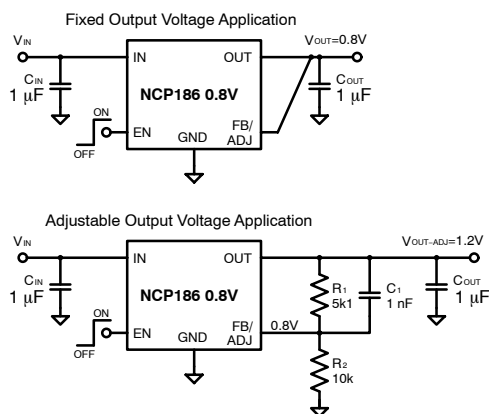 Fixed Output Voltage Application
VIN
IN
OUT
VOUT=0.8V
CIN
1 μF
NCP186 0.8V
COUT
1 μF
ON
OFF
EN
GND
FB/
ADJ
Adjustable Output Voltage Application
VIN
IN
OUT
VOUT-ADJ=1.2V
CIN
1 μF
NCP186 0.8V
R1
5k1
C1
1 nF
COUT
1 μF
ON
OFF
EN
GND
FB/
ADJ
0.8V
R2
10k